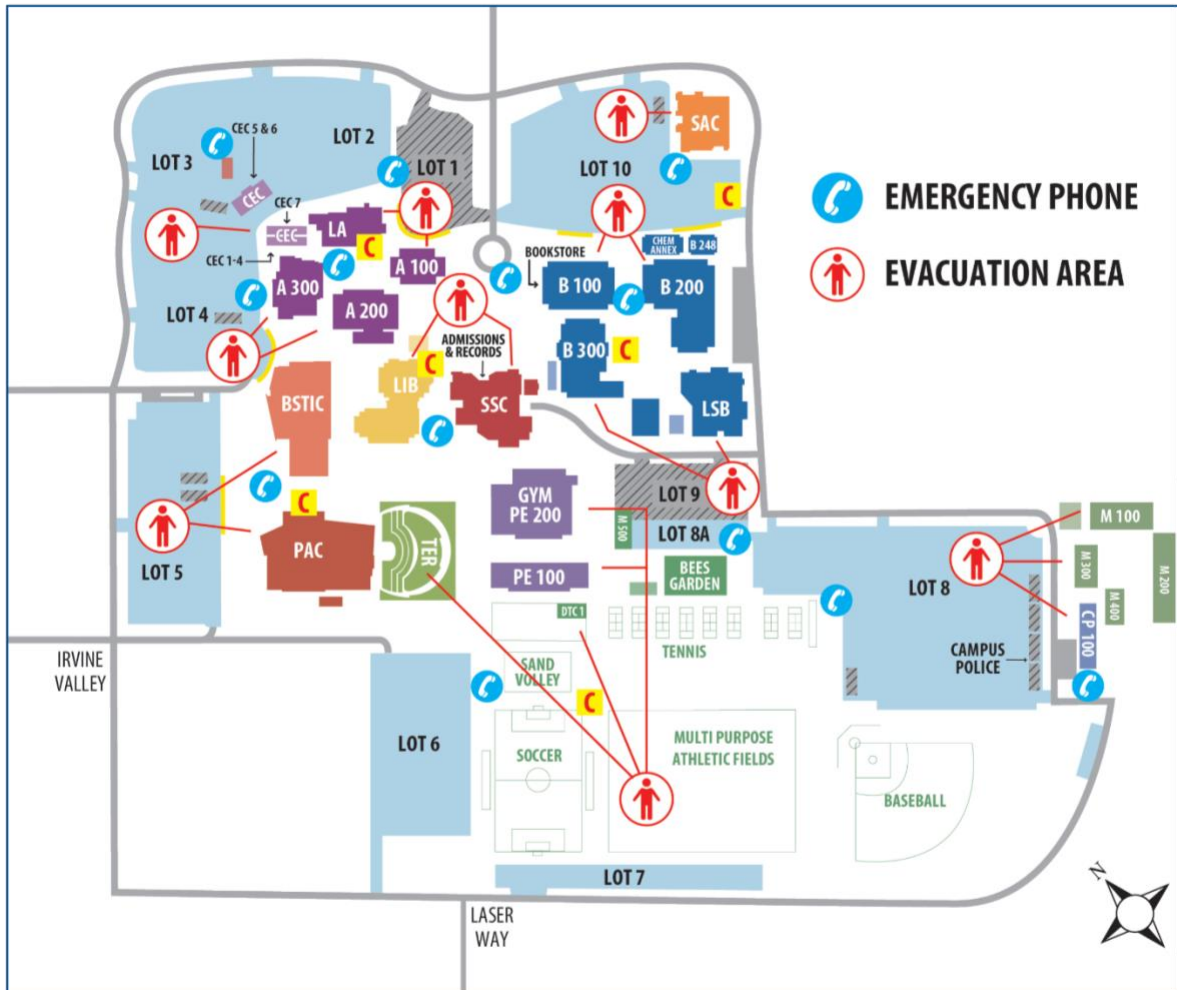 CEC 5 & 6
LOT 3
LOT 2
LOT 1
SAC
LOT 10
C
CEC
CEC 7
CEC
LA
C
CEC 1-4
A 100
A 300
A 200
LOT 4
BOOKSTORE
CHEM
ANNEX
B 248
B 100
B 200
B 300
C
ADMISSIONS
& RECORDS
C
LIB
SSC
LSB
BSTIC
C
PAC
LOT 5
TER
GYM
PE 200
PE 100
M 500
LOT 9
LOT 8A
BEES
GARDEN
DTC 1
TENNIS
LOT 8
M 100
M 300
M 200
M 400
CP 100
CAMPUS
POLICE
IRVINE
VALLEY
SAND
VOLLEY
C
LOT 6
SOCCER
MULTI PURPOSE
ATHLETIC FIELDS
BASEBALL
LOT 7
LASER
WAY
N
EMERGENCY PHONE
EVACUATION AREA